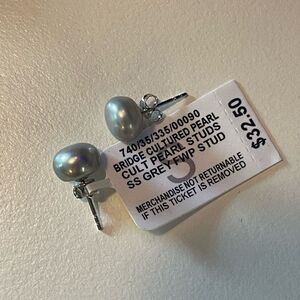 740/35/335/00090
BRIDGE CULTURED PEARL
CULT PEARL STUDS
SS GREY FWP STUD
$32.50
MERCHANDISE NOT RETURNABLE
IF THIS TICKET IS REMOVED